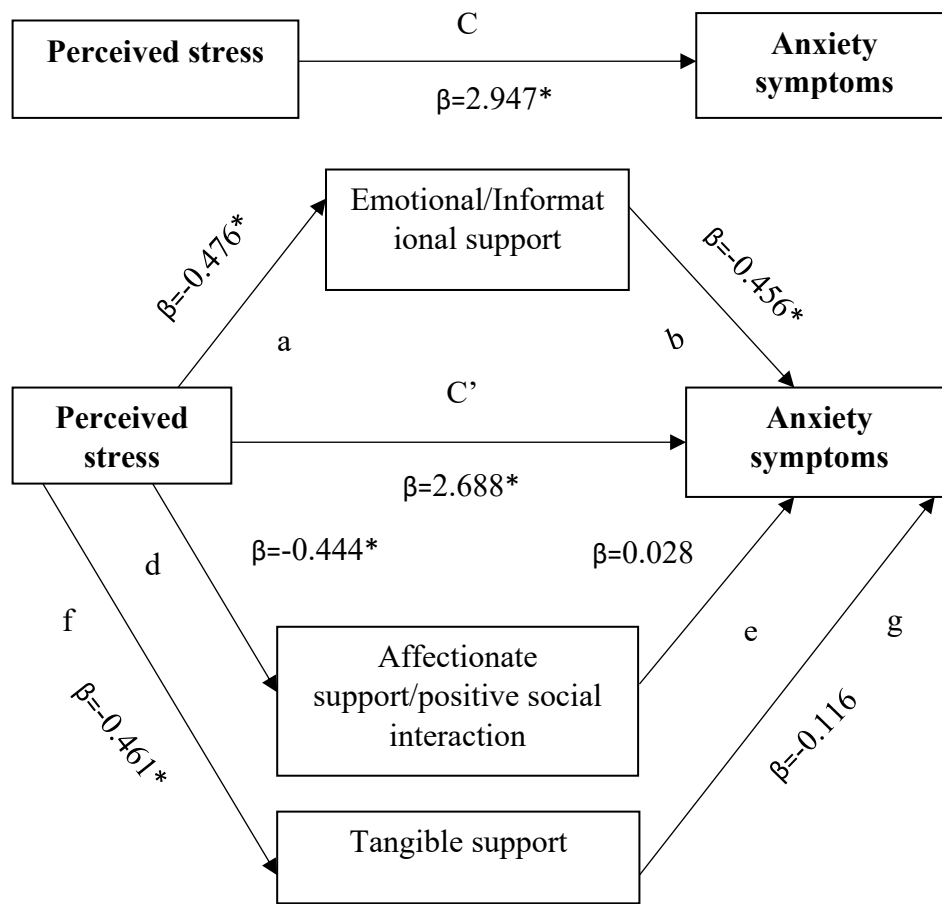 C
Perceived stress
Anxiety
symptoms
β=2.947*
Emotional/Informat
ional support
β=-0.476*
β=-0.456*
a
b
C’
Perceived
stress
Anxiety
symptoms
β=2.688*
β=-0.444*
β=0.028
d
f
e
g
Affectionate
support/positive social
interaction
β=-0.461*
β=-0.116
Tangible support